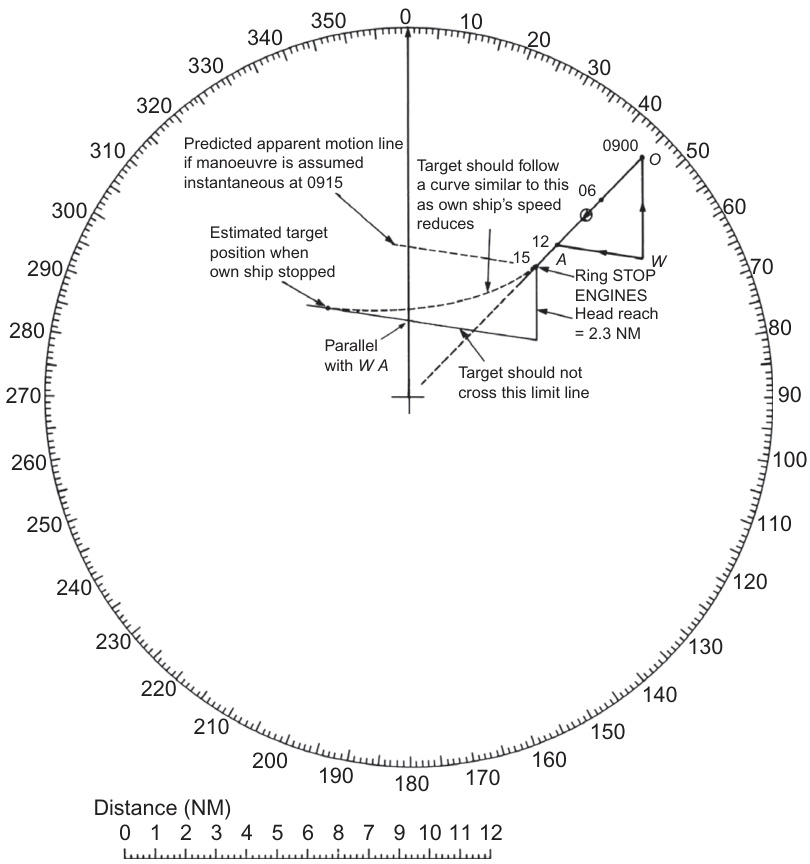 0
10
20
30
40
50
60
70
80
90
100
110
120
130
140
150
160
170
180
190
200
210
220
230
240
250
260
270
280
290
300
310
320
330
340
350
Predicted apparent motion line
if manoeuvre is assumed
instantaneous at 0915
Target should follow
a curve similar to this
as own ship's speed
reduces
Estimated target
position when
own ship stopped
0900
O
06
12
A
W
15
Ring STOP
ENGINES
Head reach
= 2.3 NM
Parallel
with W A
Target should not
cross this limit line
Distance (NM)
0 1 2 3 4 5 6 7 8 9 10 11 12